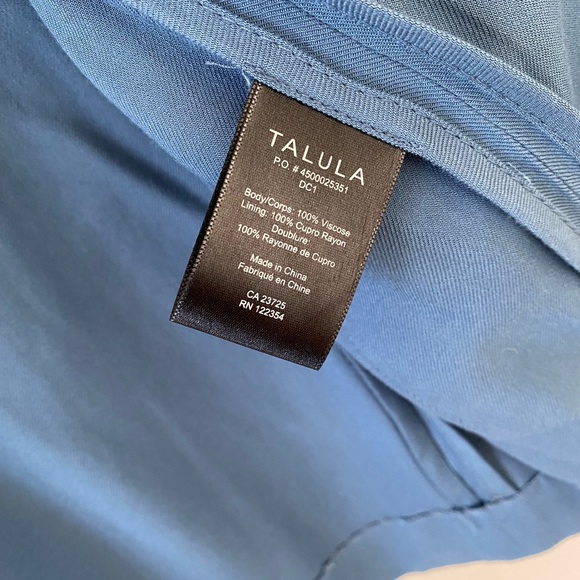 TALULA
P.O. # 4500025351
DC1
Body/Corps: 100% Viscose
Lining: 100% Cupro Rayon
Doublure:
100% Rayonne de Cupro
Made in China
Fabriqué en Chine
CA 23725
RN 122354